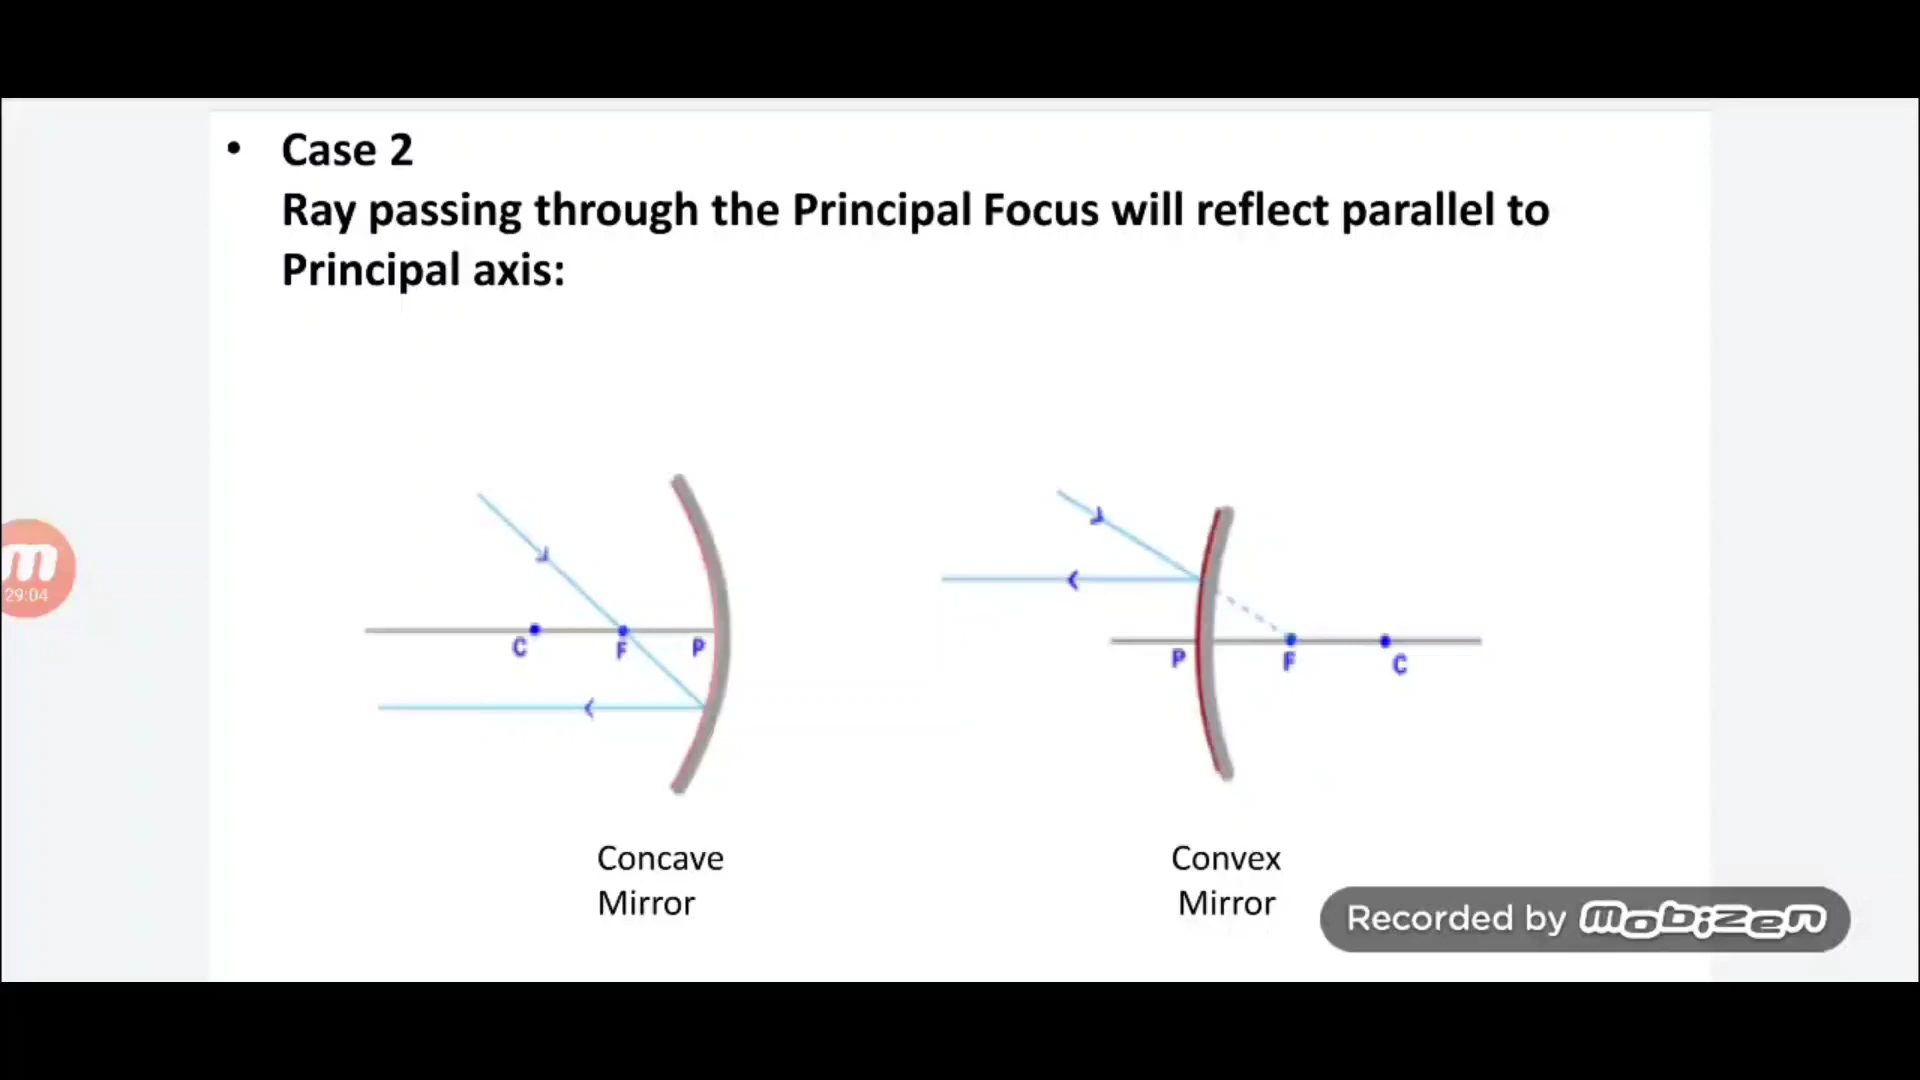 • Case 2
Ray passing through the Principal Focus will reflect parallel to
Principal axis:
C
F
P
P
F
C
29:04
Concave
Mirror
Convex
Mirror
Recorded by mobizen